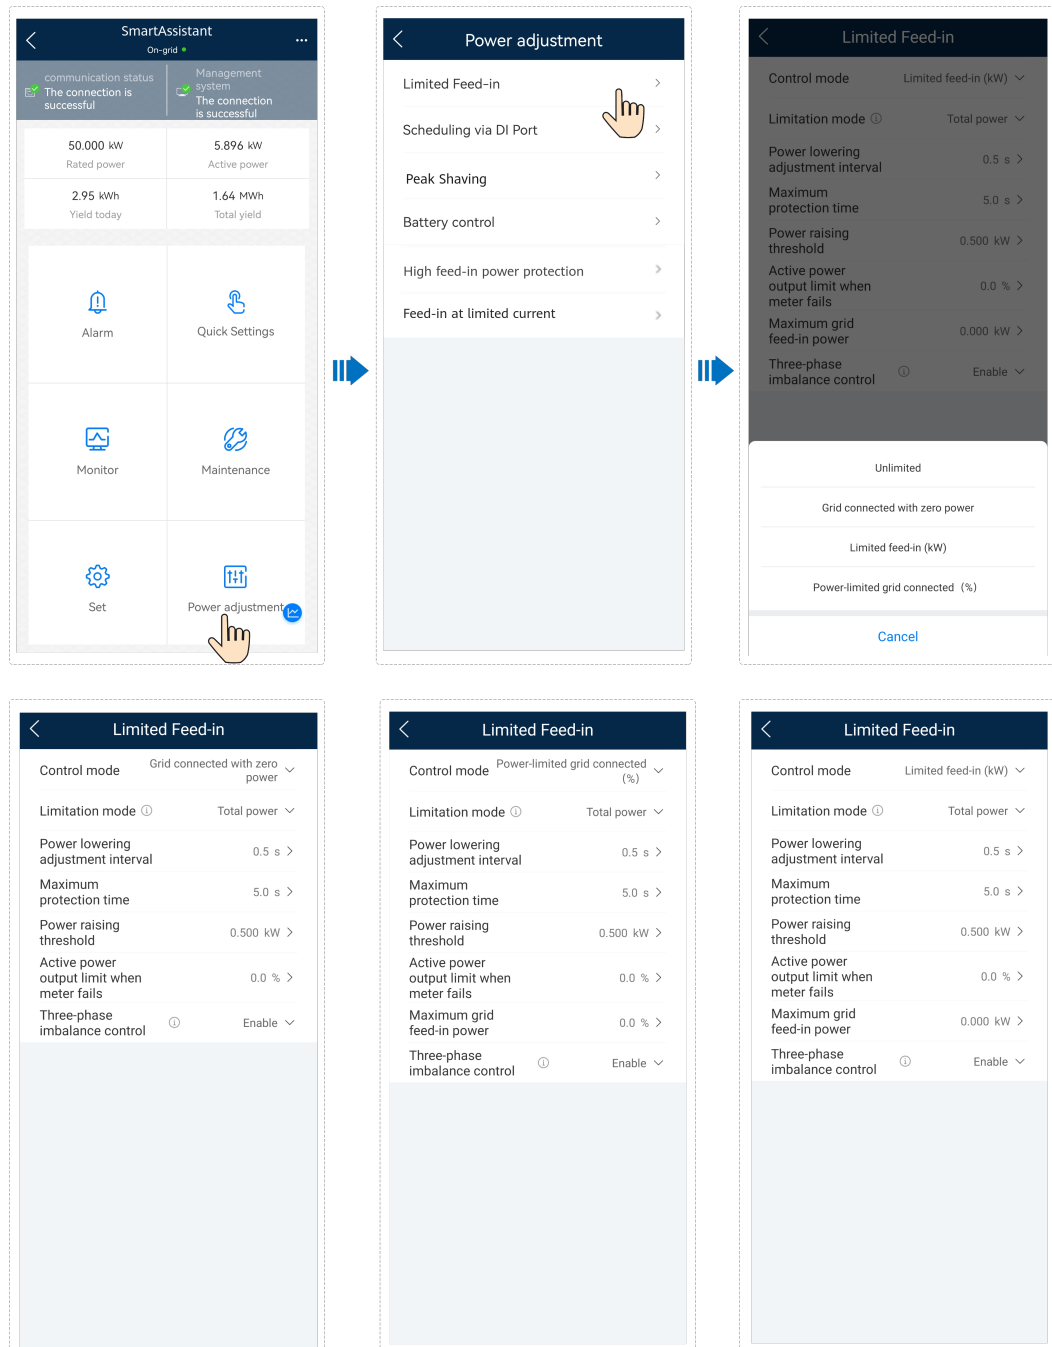 SmartAssistant
On-grid
communication status
The connection is
successful
Management
system
The connection
is successful
50.000 kW
Rated power
5.896 kW
Active power
2.95 kWh
Yield today
1.64 MWh
Total yield
Alarm
Quick Settings
Monitor
Maintenance
Set
Power adjustment
Power adjustment
Limited Feed-in
Scheduling via DI Port
Peak Shaving
Battery control
High feed-in power protection
Feed-in at limited current
Limited Feed-in
Control mode Limited feed-in (kW)
Limitation mode Total power
Power lowering
adjustment interval 0.5 s
Maximum
protection time 5.0 s
Power raising
threshold 0.500 kW
Active power
output limit when 0.0 %
meter fails
Maximum grid
feed-in power 0.000 kW
Three-phase
imbalance control Enable
Unlimited
Grid connected with zero power
Limited feed-in (kW)
Power-limited grid connected (%)
Cancel
Limited Feed-in
Control mode Grid connected with zero
power
Limitation mode Total power
Power lowering
adjustment interval 0.5 s
Maximum
protection time 5.0 s
Power raising
threshold 0.500 kW
Active power
output limit when 0.0 %
meter fails
Three-phase
imbalance control Enable
Limited Feed-in
Control mode Power-limited grid connected
(%)
Limitation mode Total power
Power lowering
adjustment interval 0.5 s
Maximum
protection time 5.0 s
Power raising
threshold 0.500 kW
Active power
output limit when 0.0 %
meter fails
Maximum grid
feed-in power 0.0 %
Three-phase
imbalance control Enable
Limited Feed-in
Control mode Limited feed-in (kW)
Limitation mode Total power
Power lowering
adjustment interval 0.5 s
Maximum
protection time 5.0 s
Power raising
threshold 0.500 kW
Active power
output limit when 0.0 %
meter fails
Maximum grid
feed-in power 0.000 kW
Three-phase
imbalance control Enable